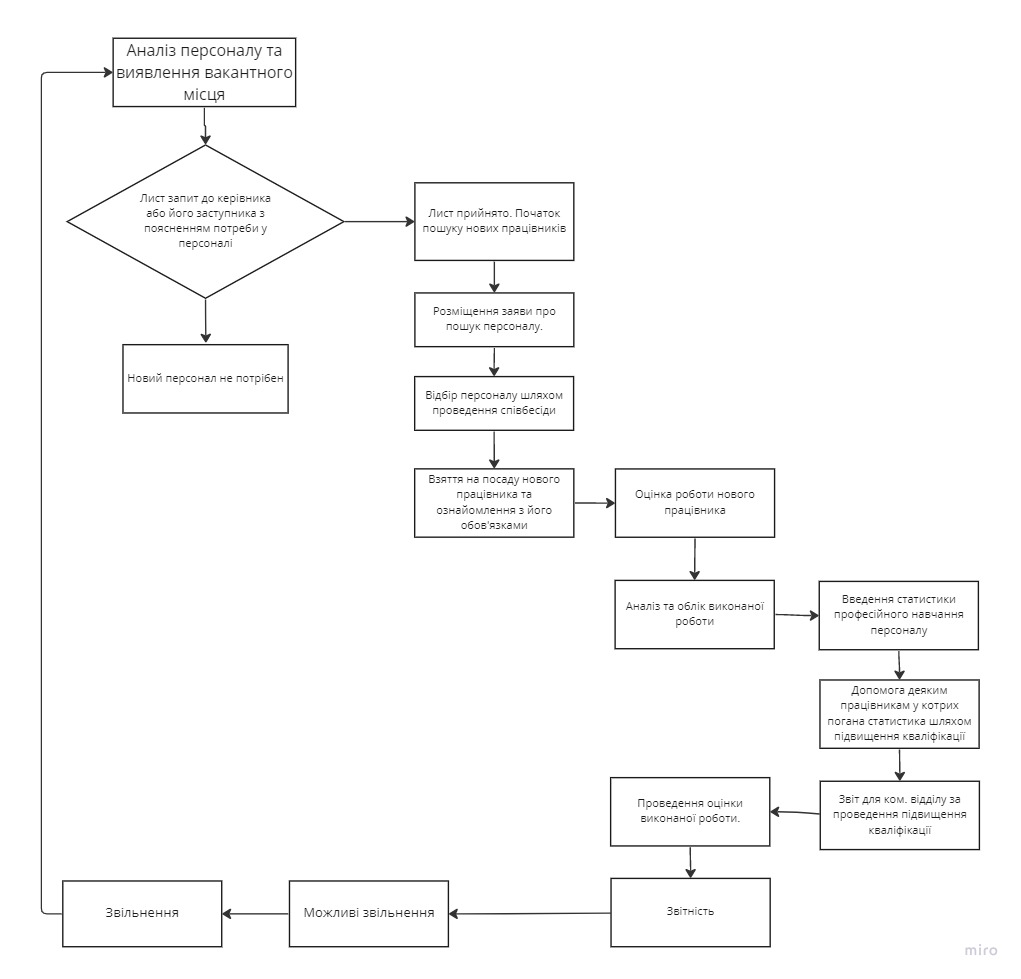 Аналіз персоналу та
виявлення вакантного
місця
Лист запит до керівника
або його заступника з
поясненням потреби у
персоналі
Лист прийнято. Початок
пошуку нових працівників
Розміщення заяви про
пошук персоналу.
Новий персонал не потрібен
Відбір персоналу шляхом
проведення співбесіди
Взяття на посаду нового
працівника та
ознайомлення з його
обов'язками
Оцінка роботи нового
працівника
Аналіз та облік виконаної
роботи
Введення статистики
професійного навчання
персоналу
Допомога деяким
працівникам у котрих
погана статистика шляхом
підвищення кваліфікації
Звіт для ком. відділу за
проведення підвищення
кваліфікації
Проведення оцінки
виконаної роботи.
Звітність
Можливі звільнення
Звільнення
miro